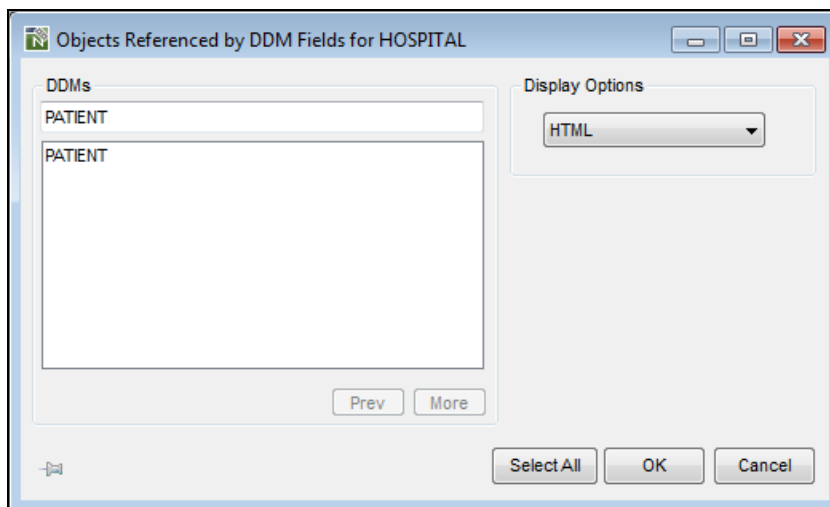 Objects Referenced by DDM Fields for HOSPITAL
DDMs
PATIENT
PATIENT
Display Options
HTML
Prev More
Select All OK Cancel